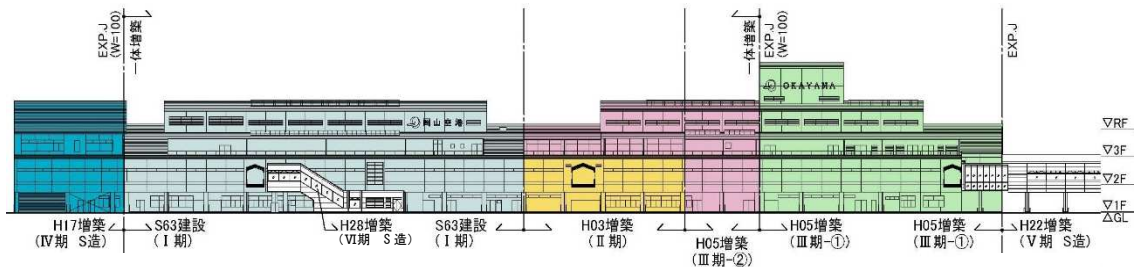 EXP.J
(W=100)
一体増築
一体増築
EXP.J
(W=100)
EXP.J
OKAYAMA
岡山空港
▽RF
▽3F
▽2F
▽1F
△GL
H17増築
(Ⅳ期 S造)
S63建設
(Ⅰ期)
H28増築
(Ⅵ期 S造)
S63建設
(Ⅰ期)
H03増築
(Ⅱ期)
H05増築
(Ⅲ期-②)
H05増築
(Ⅲ期-①)
H05増築
(Ⅲ期-①)
H22増築
(Ⅴ期 S造)